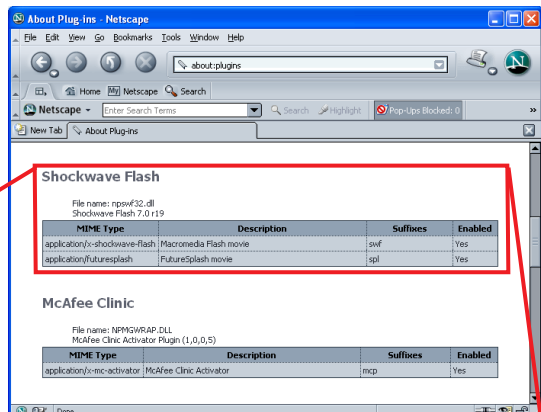 About Plug-ins - Netscape
File Edit View Go Bookmarks Tools Window Help
about:plugins
Home My Netscape Search
Netscape Enter Search Terms Search Highlight Pop-Ups Blocked: 0 »
New Tab About Plug-ins
Shockwave Flash
File name: npswf32.dll
Shockwave Flash 7.0 r19
MIME Type Description Suffixes Enabled
application/x-shockwave-flash Macromedia Flash movie swf Yes
application/futuresplash FutureSplash movie spl Yes
McAfee Clinic
File name: NPMGWRAP.DLL
McAfee Clinic Activator Plugin (1,0,0,5)
MIME Type Description Suffixes Enabled
application/x-mc-activator McAfee Clinic Activator mcp Yes
Done